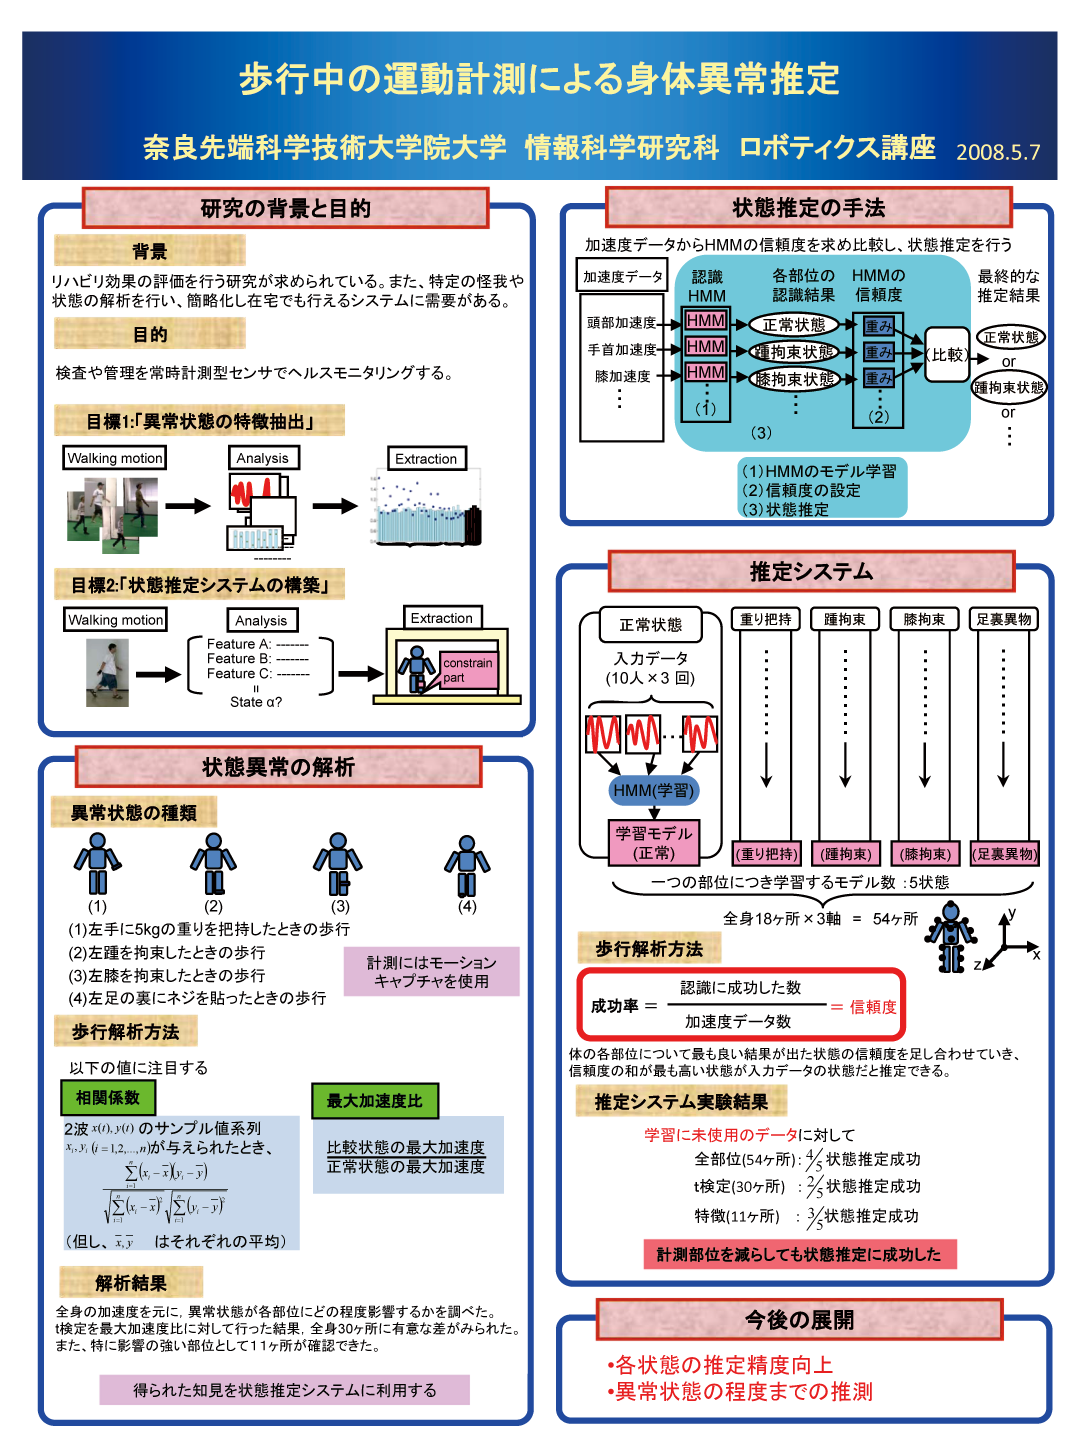 歩行中の運動計測による身体異常推定
奈良先端科学技術大学院大学 情報科学研究科 ロボティクス講座 2008.5.7
研究の背景と目的
背景
リハビリ効果の評価を行う研究が求められている。また、特定の怪我や
状態の解析を行い、簡略化し在宅でも行えるシステムに需要がある。
目的
検査や管理を常時計測型センサでヘルスモニタリングする。
目標1:「異常状態の特徴抽出」
Walking motion
Analysis
Extraction
目標2:「状態推定システムの構築」
Walking motion
Analysis
Extraction
Feature A: -------
Feature B: -------
Feature C: -------
=
State α?
constrain
part
状態異常の解析
異常状態の種類
(1) (2) (3) (4)
(1)左手に5kgの重りを把持したときの歩行
(2)左踵を拘束したときの歩行
(3)左膝を拘束したときの歩行
(4)左足の裏にネジを貼ったときの歩行
計測にはモーション
キャプチャを使用
歩行解析方法
以下の値に注目する
相関係数
2波 x(t), y(t) のサンプル値系列
x_i, y_i (i = 1,2,...,n)が与えられたとき、
\frac{\sum_{i=1}^{n}(x_i - \overline{x})(y_i - \overline{y})}{\sqrt{\sum_{i=1}^{n}(x_i - \overline{x})^2}\sqrt{\sum_{i=1}^{n}(y_i - \overline{y})^2}}
(但し、 \overline{x}, \overline{y} はそれぞれの平均)
最大加速度比
比較状態の最大加速度
正常状態の最大加速度
解析結果
全身の加速度を元に，異常状態が各部位にどの程度影響するかを調べた。
t検定を最大加速度比に対して行った結果，全身30ヶ所に有意な差がみられた。
また、特に影響の強い部位として11ヶ所が確認できた。
得られた知見を状態推定システムに利用する
状態推定の手法
加速度データからHMMの信頼度を求め比較し、状態推定を行う
加速度データ
認識
HMM
各部位の
認識結果
HMMの
信頼度
最終的な
推定結果
頭部加速度 HMM 正常状態 重み
手首加速度 HMM 踵拘束状態 重み
膝加速度 HMM 膝拘束状態 重み
(比較)
正常状態
or
踵拘束状態
or
(1)
(2)
(3)
(1)HMMのモデル学習
(2)信頼度の設定
(3)状態推定
推定システム
正常状態 重り把持 踵拘束 膝拘束 足裏異物
入力データ
(10人×3 回)
HMM(学習)
学習モデル
(正常)
(重り把持) (踵拘束) (膝拘束) (足裏異物)
一つの部位につき学習するモデル数 :5状態
全身18ヶ所×3軸 = 54ヶ所
y
x
z
歩行解析方法
成功率 = 認識に成功した数 / 加速度データ数 = 信頼度
体の各部位について最も良い結果が出た状態の信頼度を足し合わせていき、
信頼度の和が最も高い状態が入力データの状態だと推定できる。
推定システム実験結果
学習に未使用のデータに対して
全部位(54ヶ所): 4/5 状態推定成功
t検定(30ヶ所) : 2/5 状態推定成功
特徴(11ヶ所) : 3/5 状態推定成功
計測部位を減らしても状態推定に成功した
今後の展開
•各状態の推定精度向上
•異常状態の程度までの推測